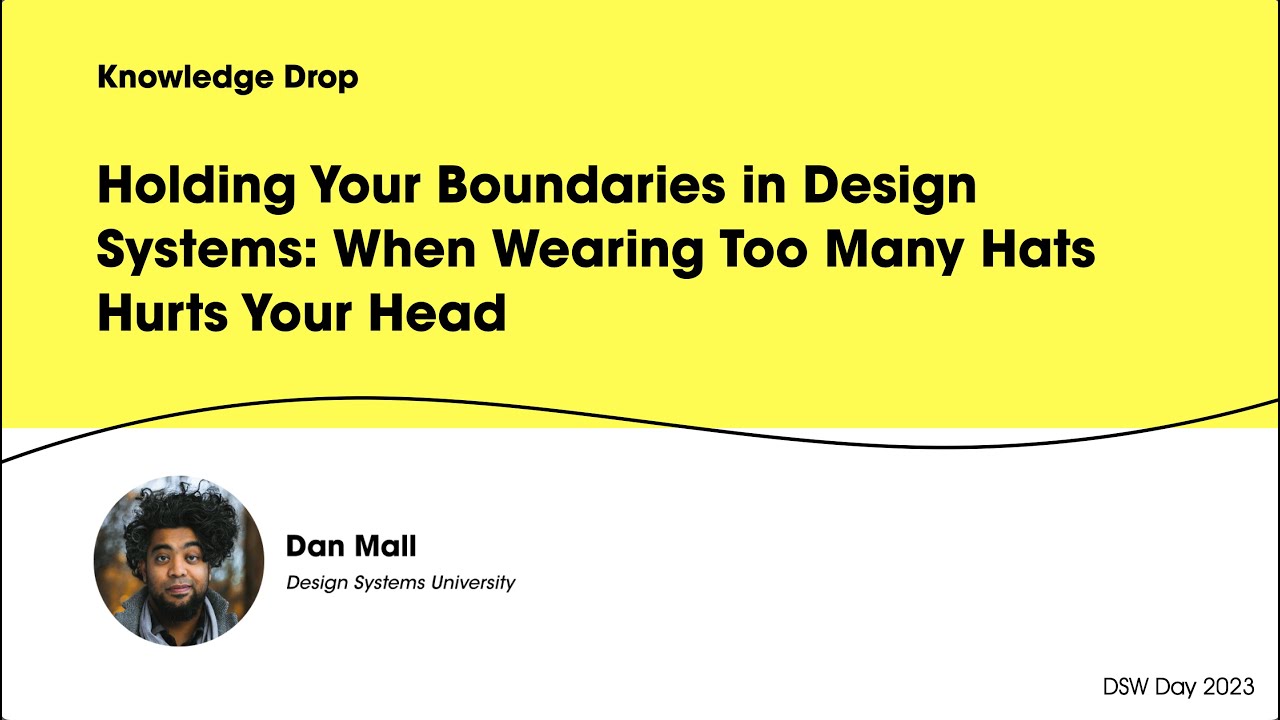 Knowledge Drop
Holding Your Boundaries in Design
Systems: When Wearing Too Many Hats
Hurts Your Head
Dan Mall
Design Systems University
DSW Day 2023